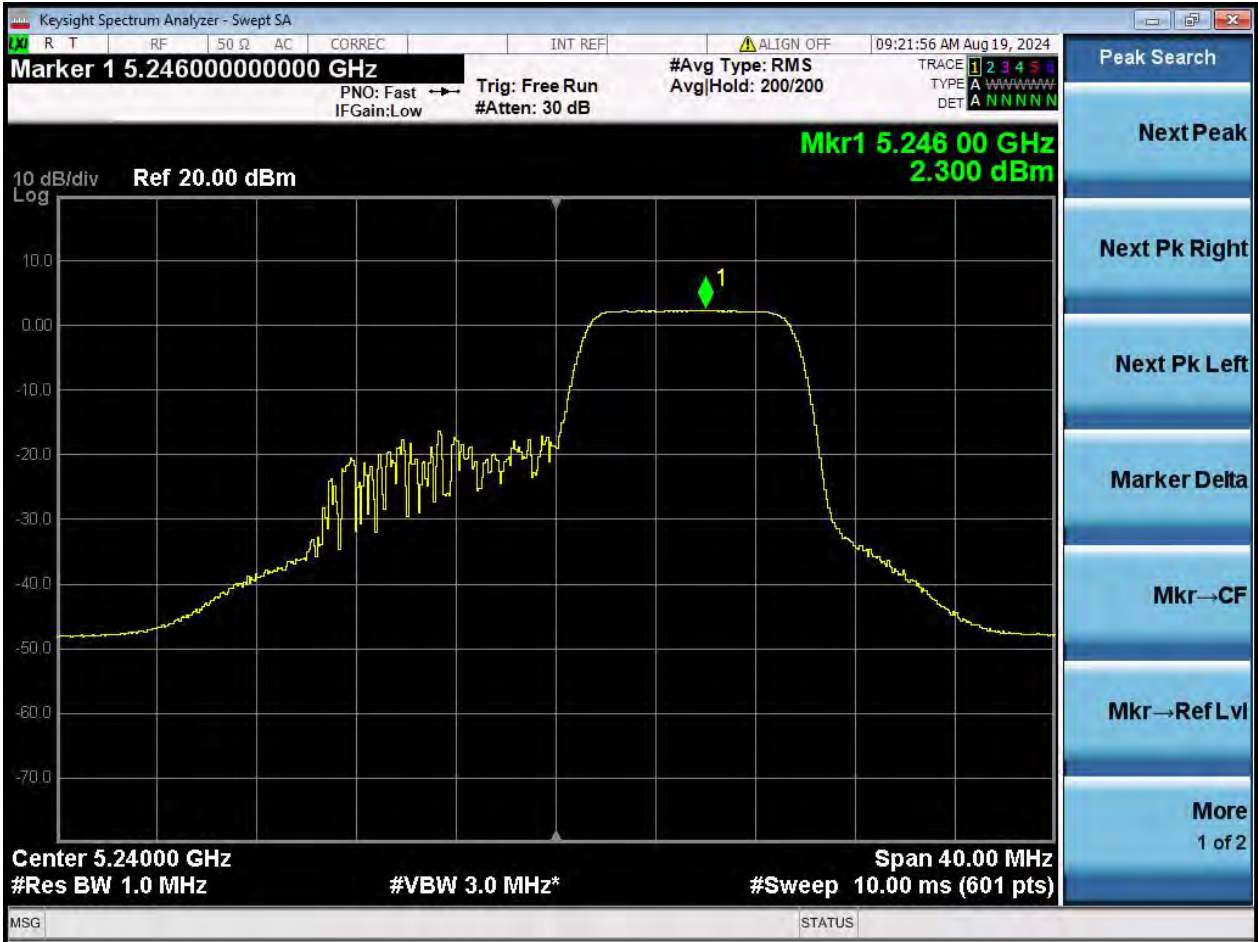 Keysight Spectrum Analyzer - Swept SA
LXI R T RF 50 Ω AC CORREC INT REF ALIGN OFF 09:21:56 AM Aug 19, 2024
Marker 1 5.246000000000 GHz
PNO: Fast
IFGain:Low
Trig: Free Run
#Atten: 30 dB
#Avg Type: RMS
Avg|Hold: 200/200
TRACE 1 2 3 4 5 6
TYPE A WWWWW
DET A N N N N N
Mkr1 5.246 00 GHz
2.300 dBm
10 dB/div
Log
Ref 20.00 dBm
1
10.0
0.00
-10.0
-20.0
-30.0
-40.0
-50.0
-60.0
-70.0
Center 5.24000 GHz
Span 40.00 MHz
#Res BW 1.0 MHz
#VBW 3.0 MHz*
#Sweep 10.00 ms (601 pts)
MSG
STATUS
Peak Search
Next Peak
Next Pk Right
Next Pk Left
Marker Delta
Mkr→CF
Mkr→Ref Lvl
More
1 of 2